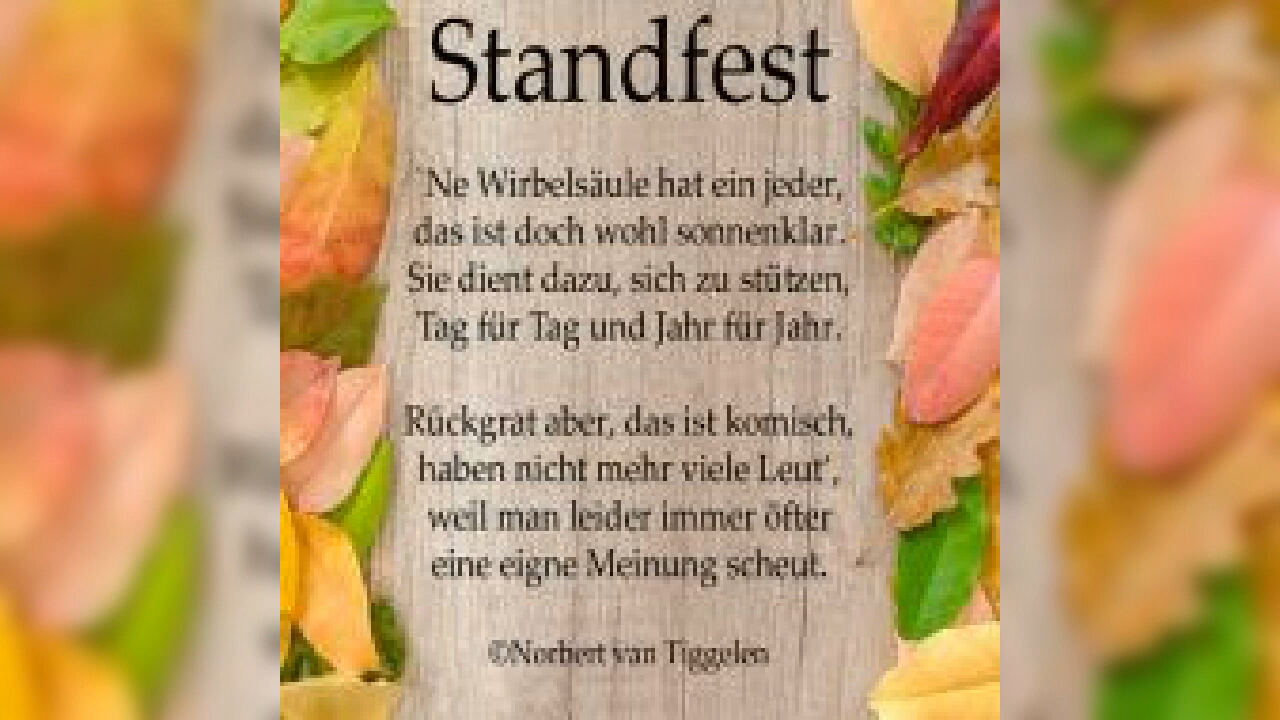 Standfest
`Ne Wirbelsäule hat ein jeder,
das ist doch wohl sonnenklar.
Sie dient dazu, sich zu stützen,
Tag für Tag und Jahr für Jahr.
Rückgrat aber, das ist komisch,
haben nicht mehr viele Leut',
weil man leider immer öfter
eine eigne Meinung scheut.
©Norbert van Tiggelen